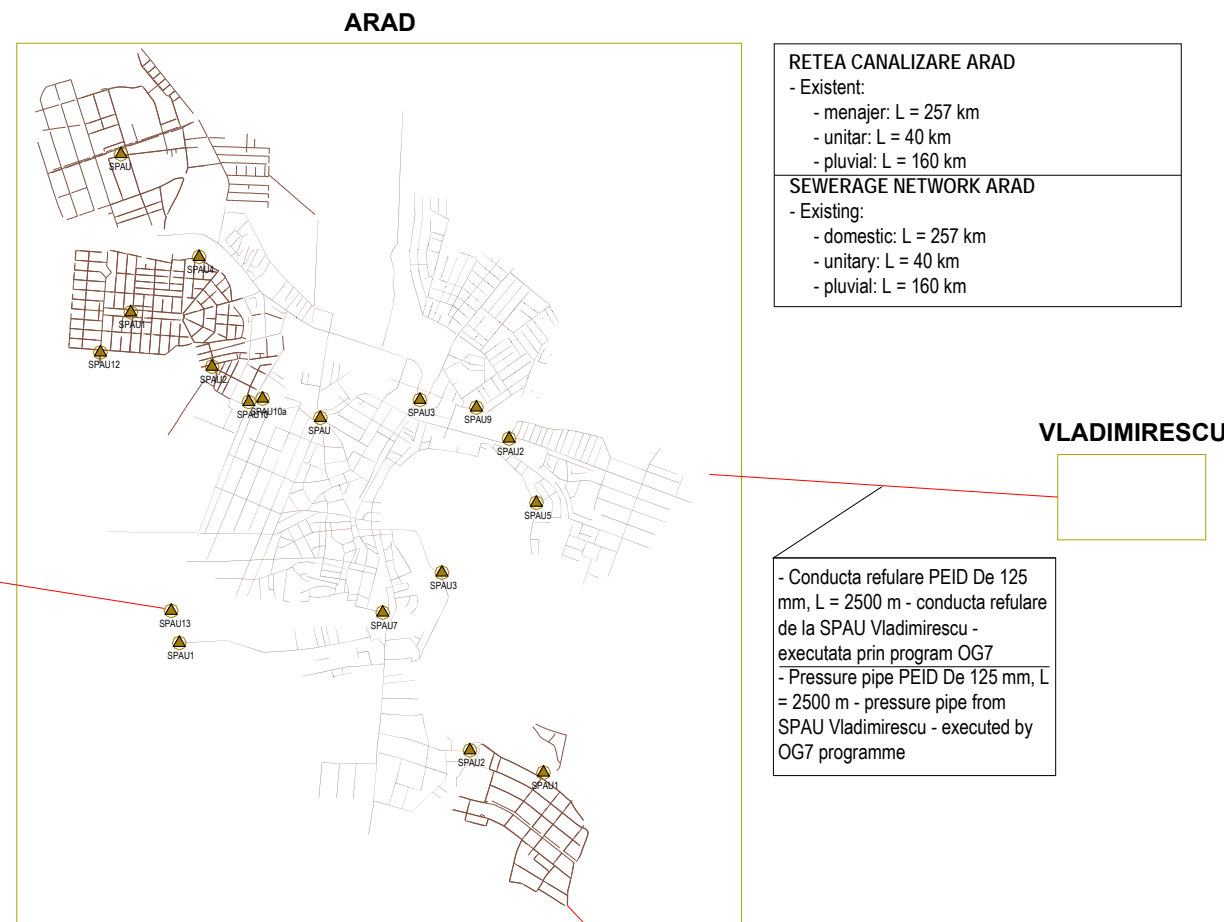 ARAD
RETEA CANALIZARE ARAD
- Existent:
- menajer: L = 257 km
- unitar: L = 40 km
- pluvial: L = 160 km
SEWERAGE NETWORK ARAD
- Existing:
- domestic: L = 257 km
- unitary: L = 40 km
- pluvial: L = 160 km
SPAU
SPAU4
SPAU1
SPAU12
SPAU2
SPAU10
SPAU10a
SPAU
SPAU3
SPAU9
SPAU2
SPAU5
VLADIMIRESCU
- Conducta refulare PEID De 125
mm, L = 2500 m - conducta refulare
de la SPAU Vladimirescu -
executata prin program OG7
- Pressure pipe PEID De 125 mm, L
= 2500 m - pressure pipe from
SPAU Vladimirescu - executed by
OG7 programme
SPAU3
SPAU13
SPAU7
SPAU1
SPAU2
SPAU1